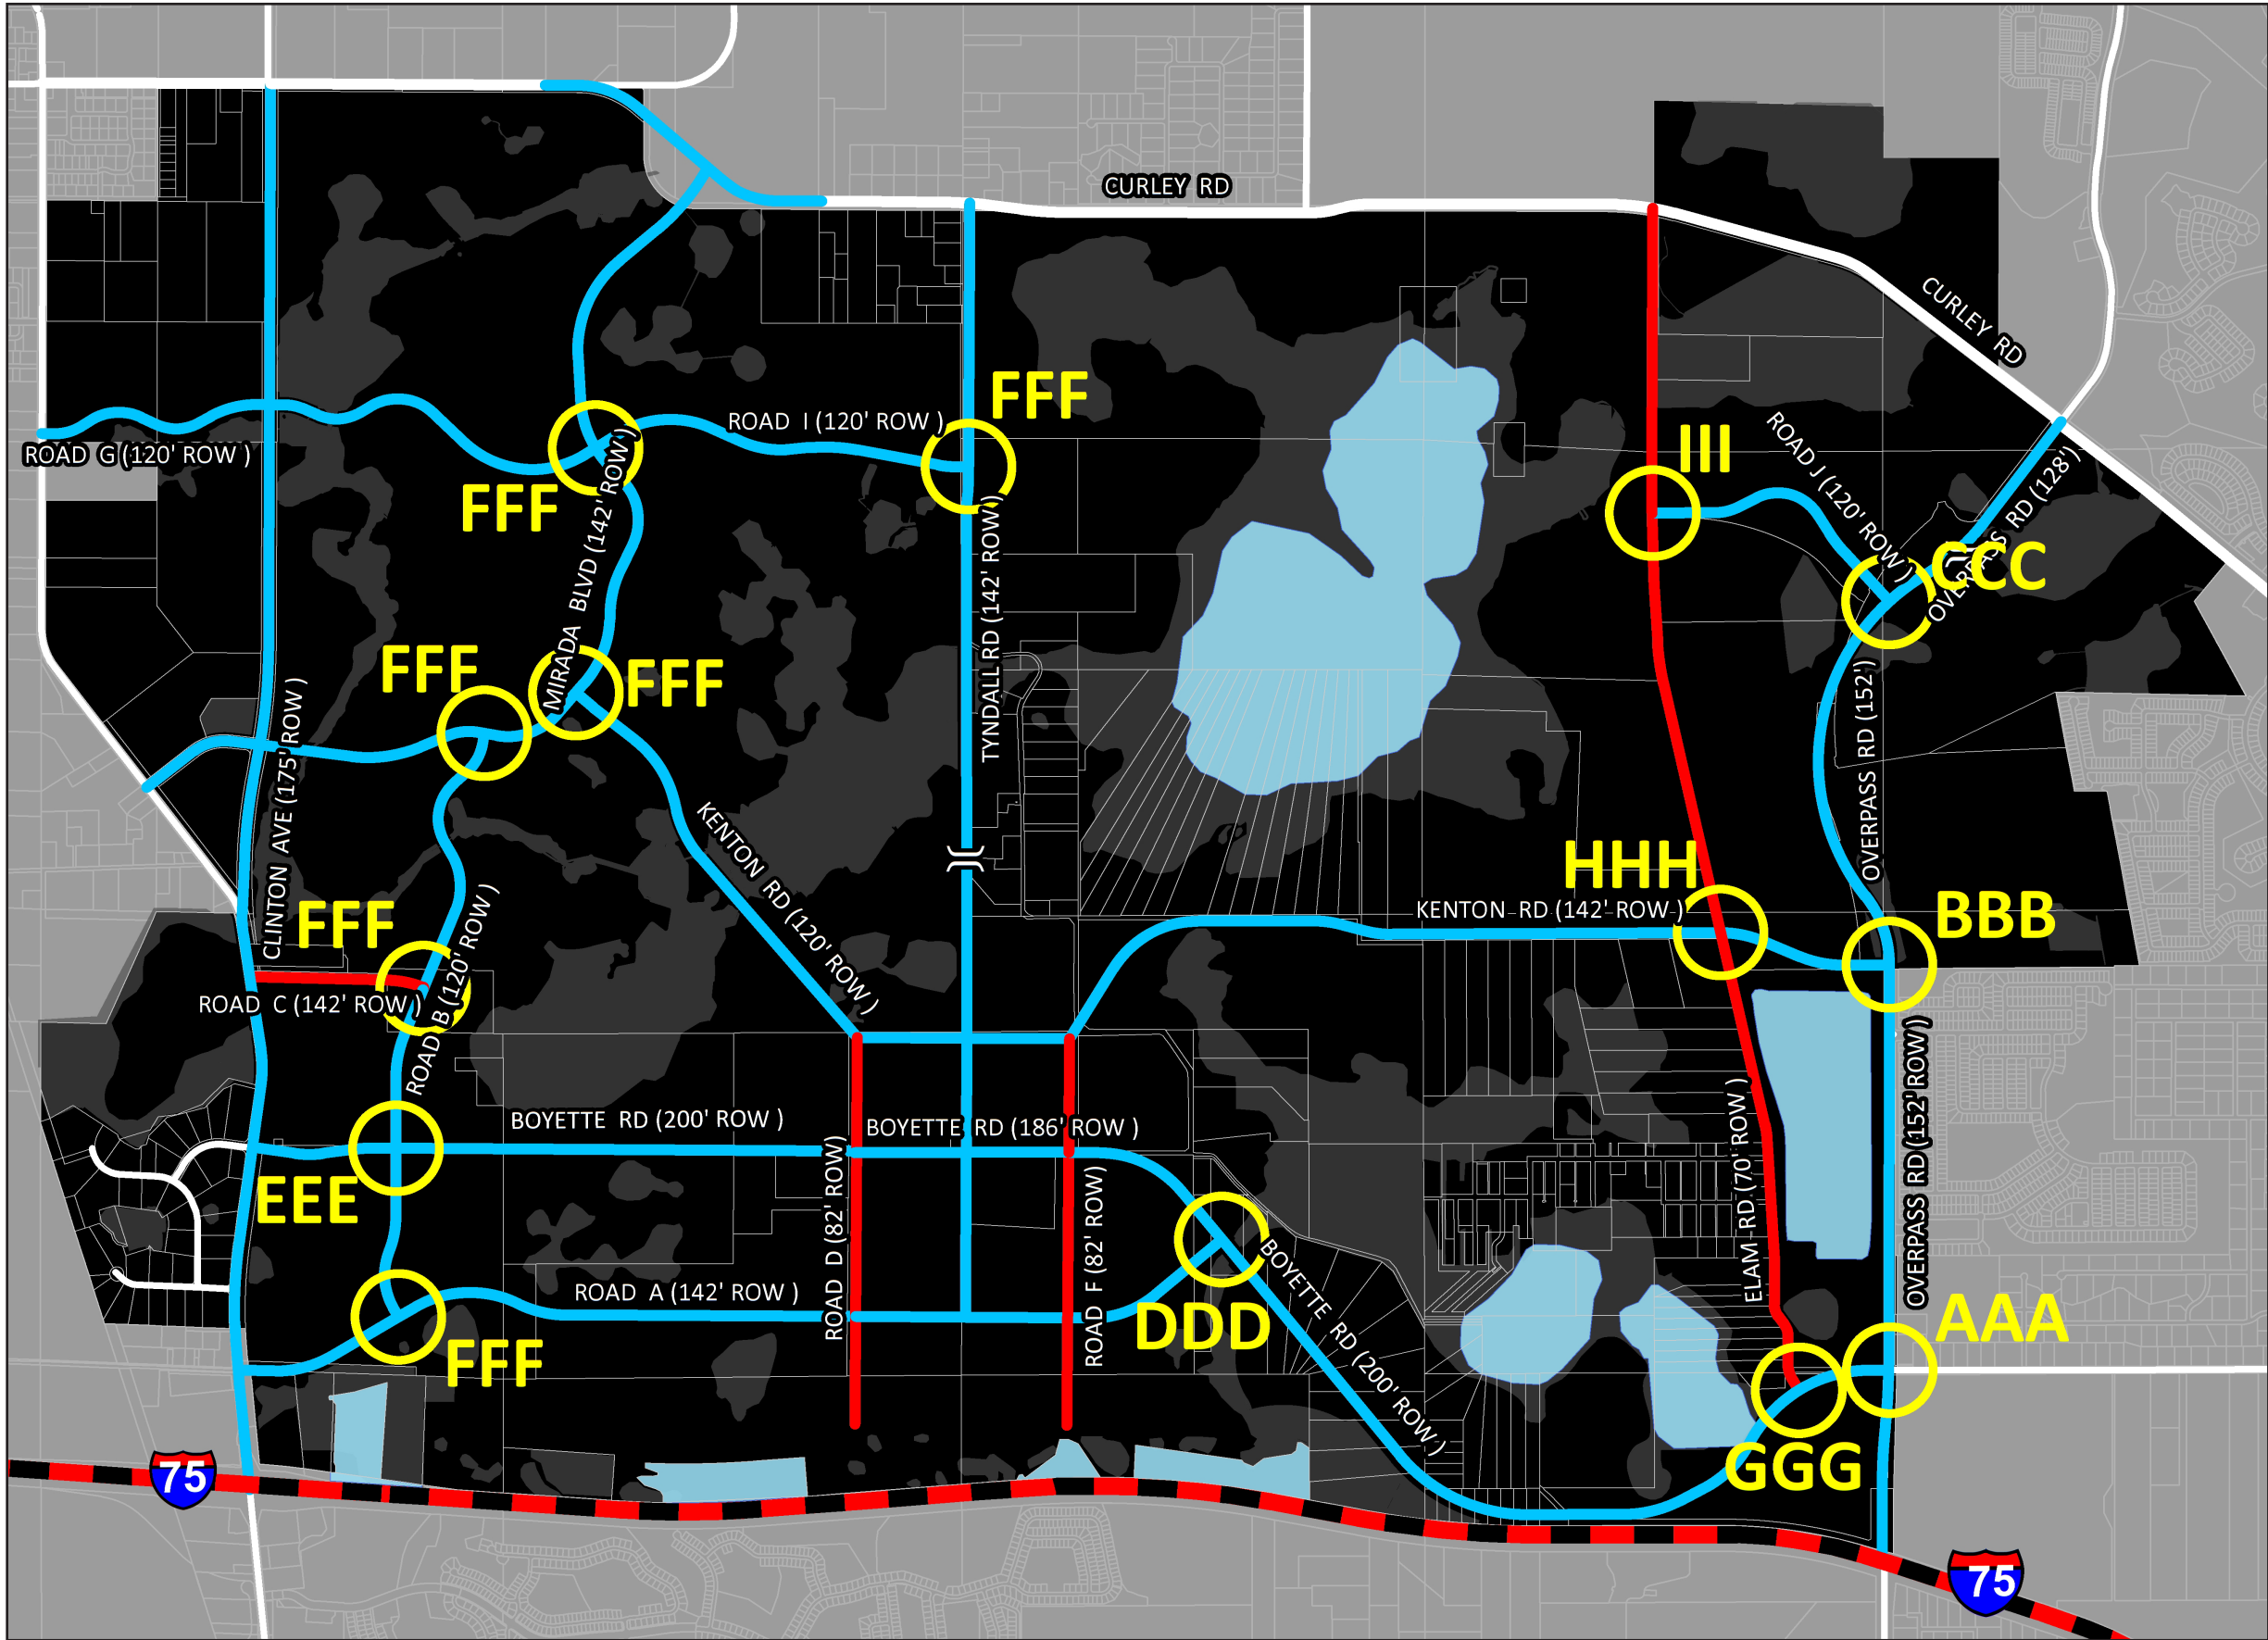 CURLEY RD
CURLEY RD
FFF
ROAD I (120' ROW )
ROAD G (120' ROW )
FFF
III
ROAD J (120' ROW )
OVERPASS RD (128')
CCC
MIRADA BLVD (142' ROW )
TYNDALL RD (142' ROW)
FFF
FFF
OVERPASS RD (152')
CLINTON AVE (175' ROW )
KENTON RD (120' ROW )
HHH
KENTON RD (142' ROW )
BBB
FFF
ROAD C (142' ROW )
ROAD B (120' ROW )
BOYETTE RD (200' ROW )
BOYETTE RD (186' ROW )
EEE
ROAD D (82' ROW)
ROAD F (82' ROW)
ELAM RD (70' ROW )
OVERPASS RD (152' ROW )
ROAD A (142' ROW )
DDD
BOYETTE RD (200' ROW )
AAA
FFF
GGG
75
75